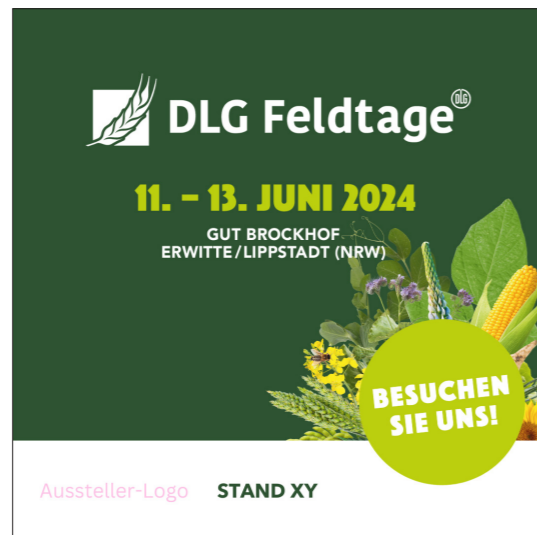 DLG Feldtage
DLG
11. – 13. JUNI 2024
GUT BROCKHOF
ERWITTE/LIPPSTADT (NRW)
BESUCHEN
SIE UNS!
Aussteller-Logo STAND XY